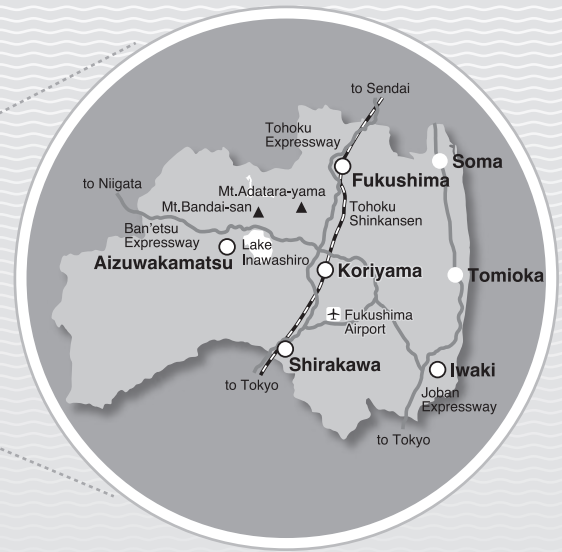 to Sendai
Tohoku
Expressway
Soma
Fukushima
to Niigata
Mt.Adatara-yama
Mt.Bandai-san
Tohoku
Shinkansen
Ban'etsu
Expressway
Lake
Inawashiro
Aizuwakamatsu
Koriyama
Tomioka
Fukushima
Airport
Shirakawa
Iwaki
to Tokyo
Joban
Expressway
to Tokyo